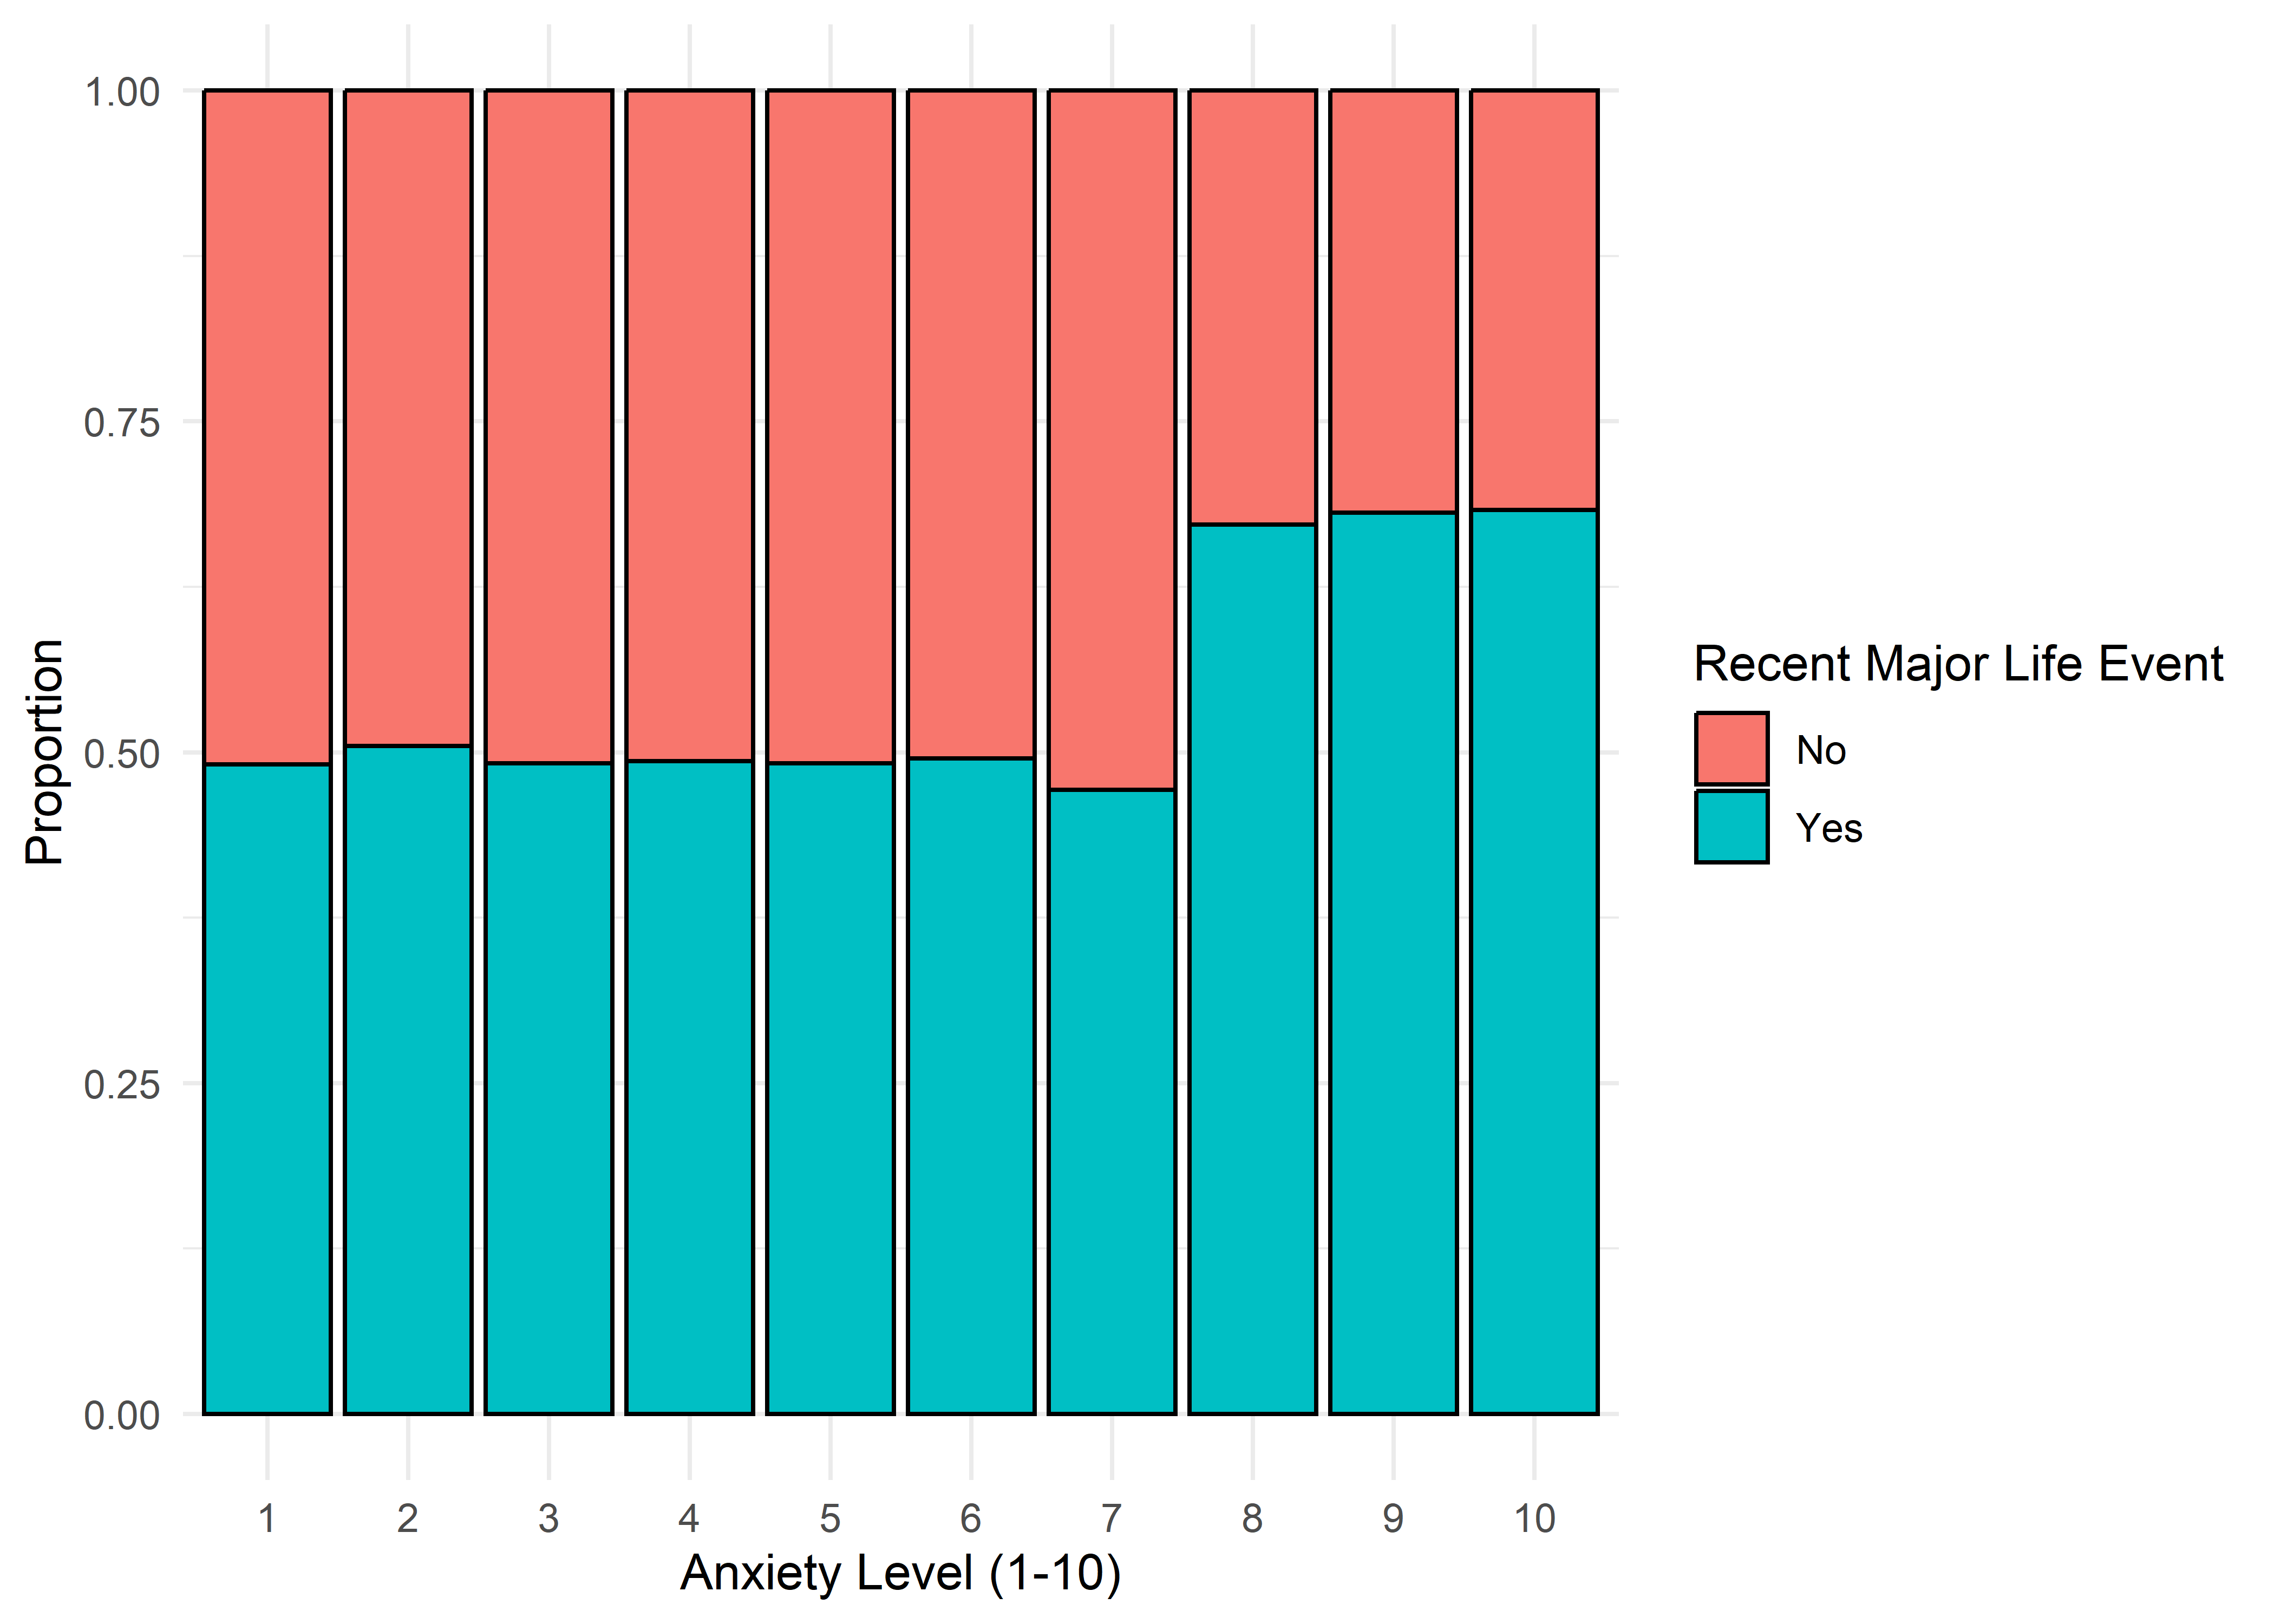 1.00
0.75
0.50
0.25
0.00
Proportion
1 2 3 4 5 6 7 8 9 10
Anxiety Level (1-10)
Recent Major Life Event
No
Yes